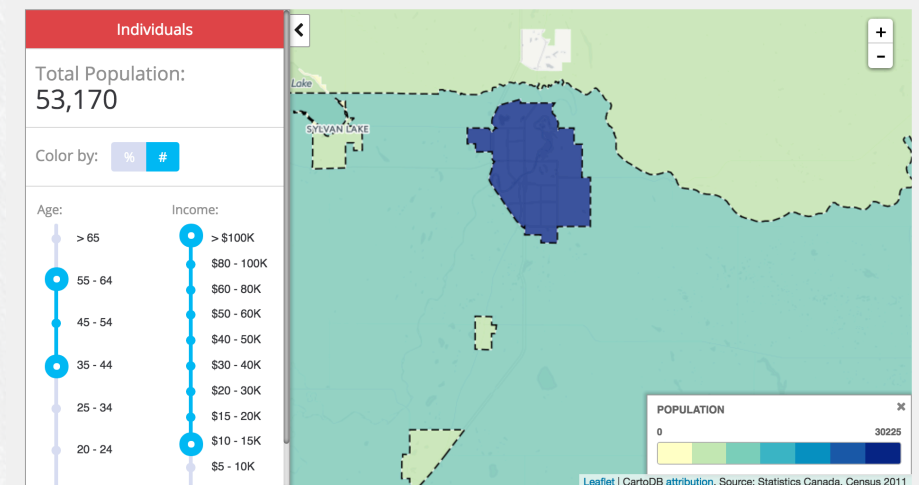 Individuals
Total Population:
53,170
Color by: % #
Age: Income:
> 65
55 - 64
45 - 54
35 - 44
25 - 34
20 - 24
> $100K
$80 - 100K
$60 - 80K
$50 - 60K
$40 - 50K
$30 - 40K
$20 - 30K
$15 - 20K
$10 - 15K
$5 - 10K
Lake
SYLVAN LAKE
+
-
POPULATION
0 30225
Leaflet | CartoDB attribution, Source: Statistics Canada, Census 2011